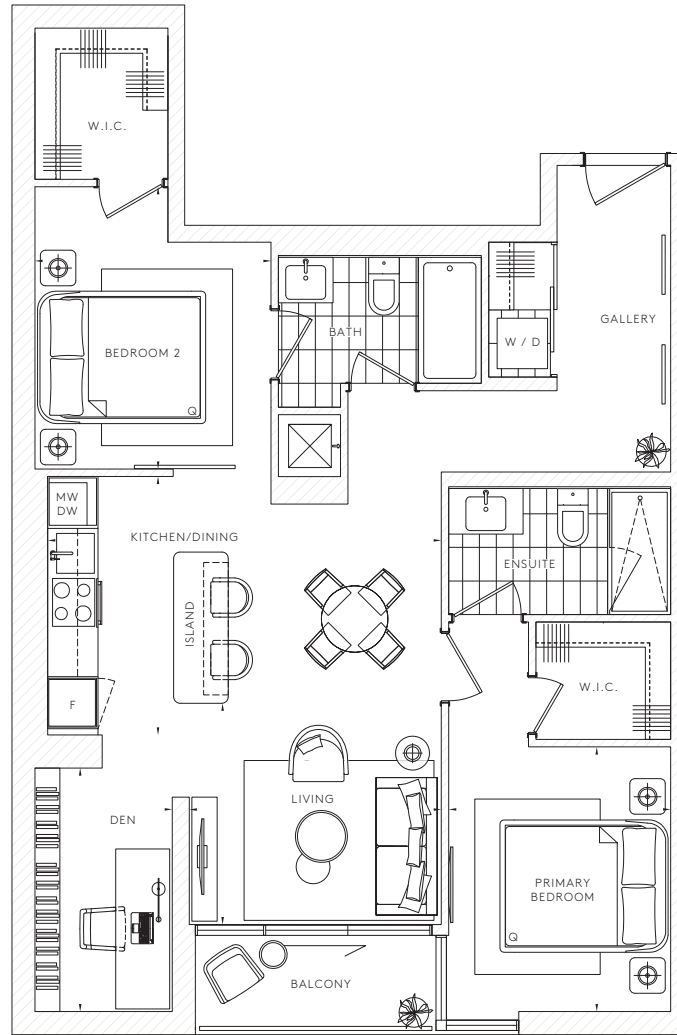 W.I.C.
GALLERY
BATH
W / D
BEDROOM 2
Q
MW
DW
KITCHEN/DINING
ENSUITE
ISLAND
W.I.C.
F
LIVING
DEN
PRIMARY
BEDROOM
Q
BALCONY